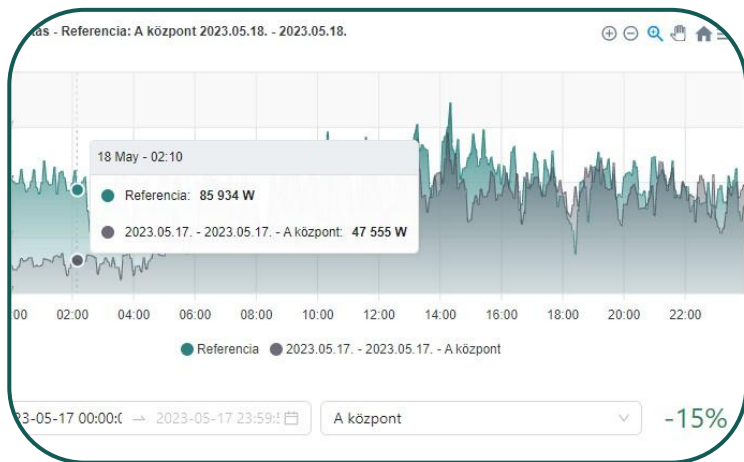 - Referencia: A központ 2023.05.18. - 2023.05.18.
18 May - 02:10
Referencia: 85 934 W
2023.05.17. - 2023.05.17. - A központ: 47 555 W
02:00 04:00 06:00 08:00 10:00 12:00 14:00 16:00 18:00 20:00 22:00
Referencia 2023.05.17. - 2023.05.17. - A központ
23-05-17 00:00:0 → 2023-05-17 23:59:5
A központ
-15%